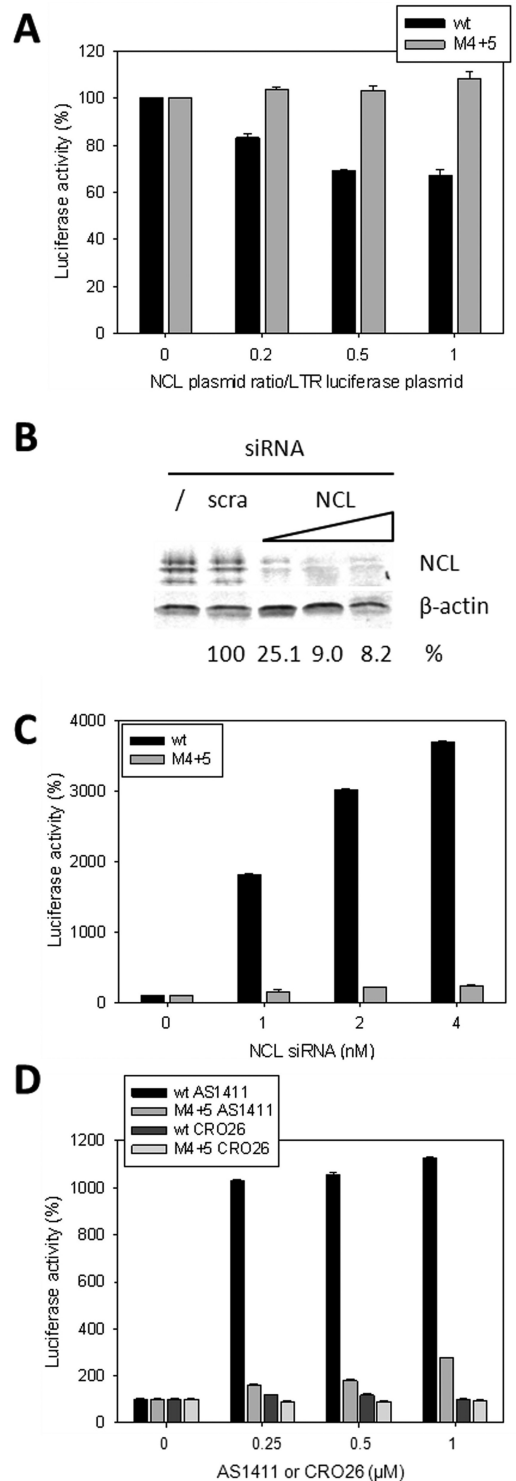 A
wt
M4+5
120
100
80
60
40
20
0
Luciferase activity (%)
0 0.2 0.5 1
NCL plasmid ratio/LTR luciferase plasmid
B
siRNA
/ scra NCL
NCL
β-actin
100 25.1 9.0 8.2 %
C
wt
M4+5
4000
3000
2000
1000
0
Luciferase activity (%)
0 1 2 4
NCL siRNA (nM)
D
wt AS1411
M4+5 AS1411
wt CRO26
M4+5 CRO26
1200
1000
800
600
400
200
0
Luciferase activity (%)
0 0.25 0.5 1
AS1411 or CRO26 (μM)